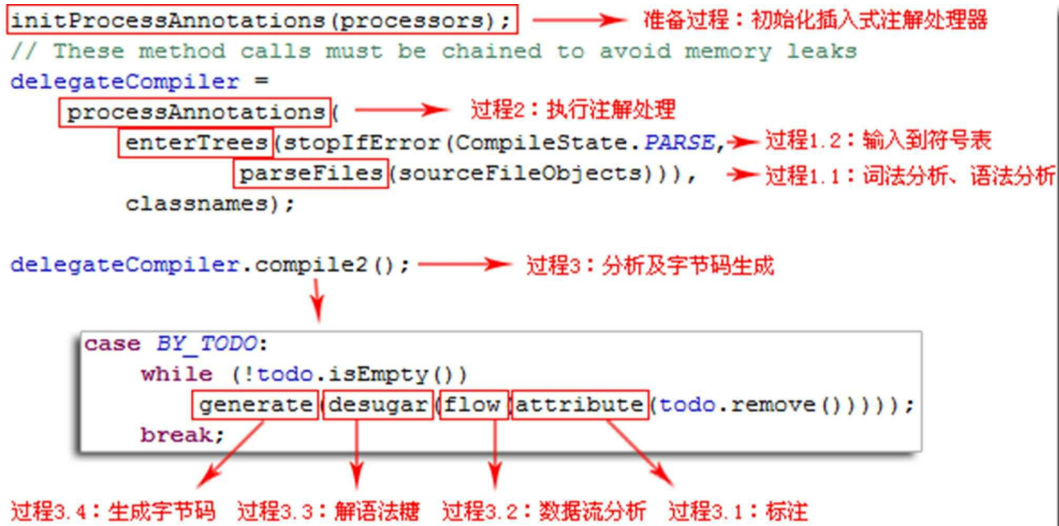 initProcessAnnotations(processors); 准备过程：初始化插入式注解处理器
// These method calls must be chained to avoid memory leaks
delegateCompiler =
processAnnotations( 过程2：执行注解处理
enterTrees(stopIfError(CompileState.PARSE, 过程1.2：输入到符号表
parseFiles(sourceFileObjects))), 过程1.1：词法分析、语法分析
classnames);
delegateCompiler.compile2(); 过程3：分析及字节码生成
case BY_TODO:
while (!todo.isEmpty())
generate(desugar(flow(attribute(todo.remove()))));
break;
过程3.4：生成字节码 过程3.3：解语法糖 过程3.2：数据流分析 过程3.1：标注